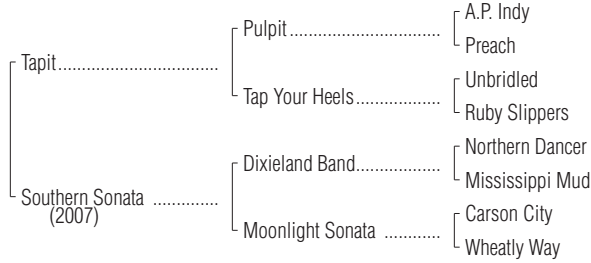 A.P. Indy
Pulpit..................................
Preach
Tapit....................................
Unbridled
Tap Your Heels...................
Ruby Slippers
Northern Dancer
Dixieland Band...................
Mississippi Mud
Southern Sonata ..............
(2007)
Carson City
Moonlight Sonata ............
Wheatly Way